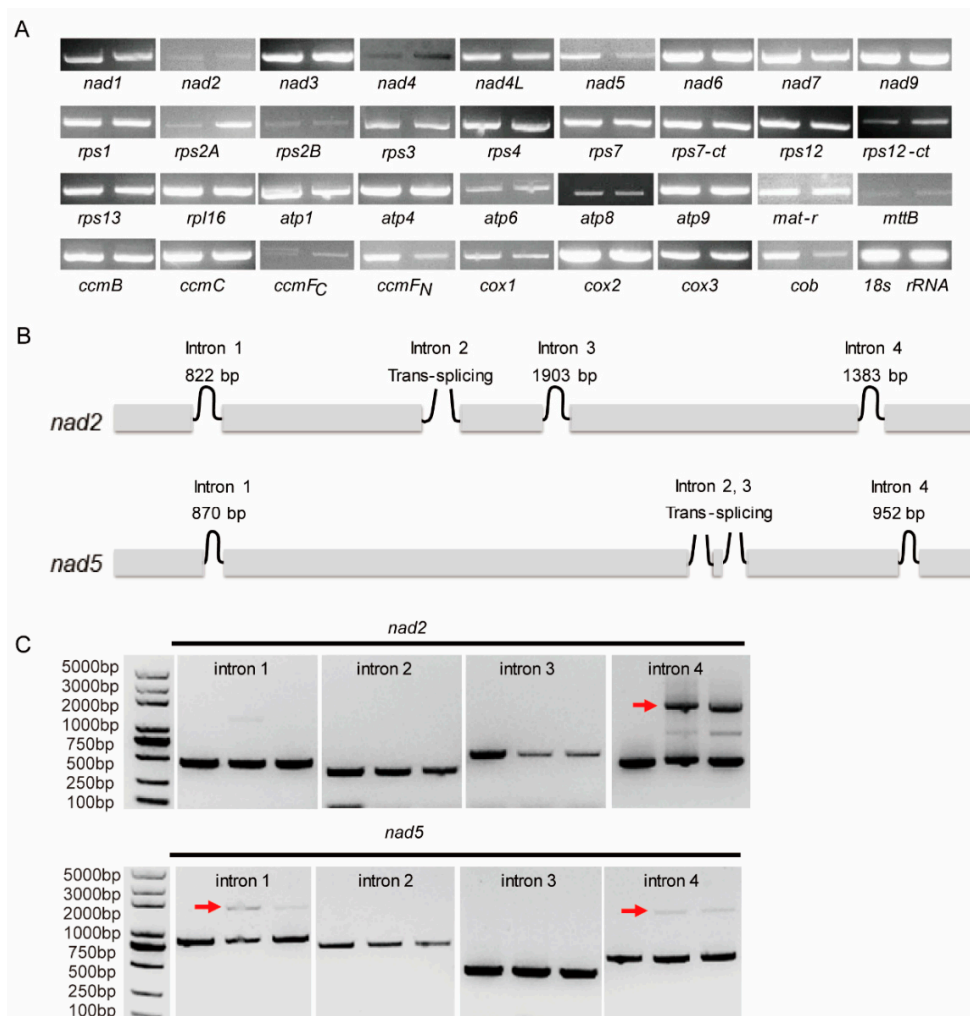 A
nad1 nad2 nad3 nad4 nad4L nad5 nad6 nad7 nad9
rps1 rps2A rps2B rps3 rps4 rps7 rps7-ct rps12 rps12-ct
rps13 rpl16 atp1 atp4 atp6 atp8 atp9 mat-r mttB
ccmB ccmC ccmFC ccmFN cox1 cox2 cox3 cob 18s rRNA
B
Intron 1 Intron 2 Intron 3 Intron 4
822 bp Trans-splicing 1903 bp 1383 bp
nad2
Intron 1 Intron 2, 3 Intron 4
870 bp Trans-splicing 952 bp
nad5
C
nad2
intron 1 intron 2 intron 3 intron 4
5000bp
3000bp
2000bp
1000bp
750bp
500bp
250bp
100bp
nad5
intron 1 intron 2 intron 3 intron 4
5000bp
3000bp
2000bp
1000bp
750bp
500bp
250bp
100bp